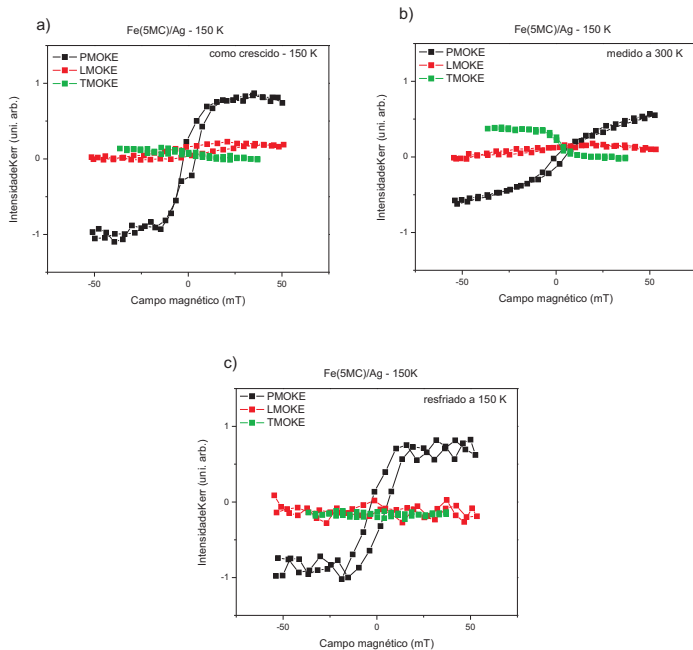 a)
Fe(5MC)/Ag - 150 K
como crescido - 150 K
PMOKE
LMOKE
TMOKE
IntensidadeKerr (uni. arb.)
1
0
-1
-50
0
50
Campo magnético (mT)
b)
Fe(5MC)/Ag - 150 K
medido a 300 K
PMOKE
LMOKE
TMOKE
IntensidadeKerr (uni. arb.)
1
0
-1
-50
0
50
Campo magnético (mT)
c)
Fe(5MC)/Ag - 150K
resfriado a 150 K
PMOKE
LMOKE
TMOKE
IntensidadeKerr (uni. arb.)
1
0
-1
-50
0
50
Campo magnético (mT)